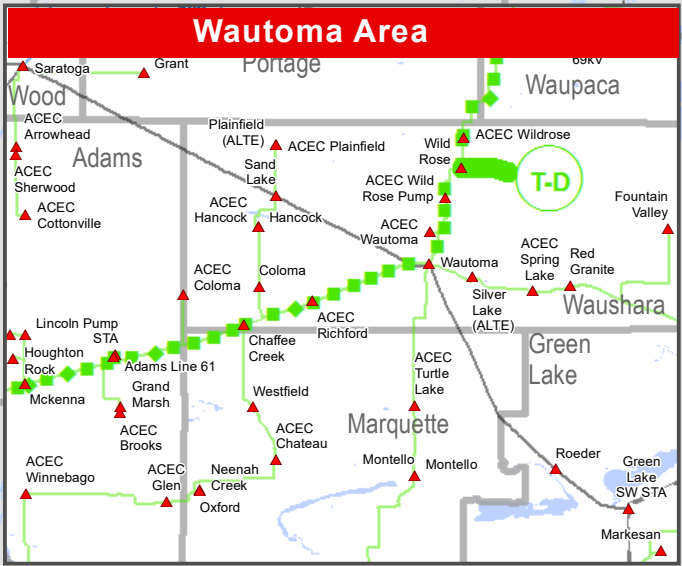 Wautoma Area
Saratoga
Grant
Portage
69kV
Waupaca
Wood
ACEC
Arrowhead
Adams
ACEC
Sherwood
ACEC
Cottonville
Plainfield
(ALTE)
ACEC Plainfield
Sand
Lake
ACEC
Hancock
Hancock
Wild
Rose
ACEC Wildrose
T-D
ACEC Wild
Rose Pump
ACEC
Wautoma
Fountain
Valley
Wautoma
ACEC
Spring
Lake
Red
Granite
Silver
Lake
(ALTE)
Waushara
ACEC
Coloma
Coloma
ACEC
Richford
Chaffee
Creek
Lincoln Pump
STA
Houghton
Rock
Adams Line 61
Mckenna
Grand
Marsh
ACEC
Brooks
Westfield
ACEC
Turtle
Lake
Green
Lake
ACEC
Chateau
Marquette
ACEC
Winnebago
ACEC
Glen
Neenah
Creek
Oxford
Montello
Montello
Roeder
Green
Lake
SW STA
Markesan